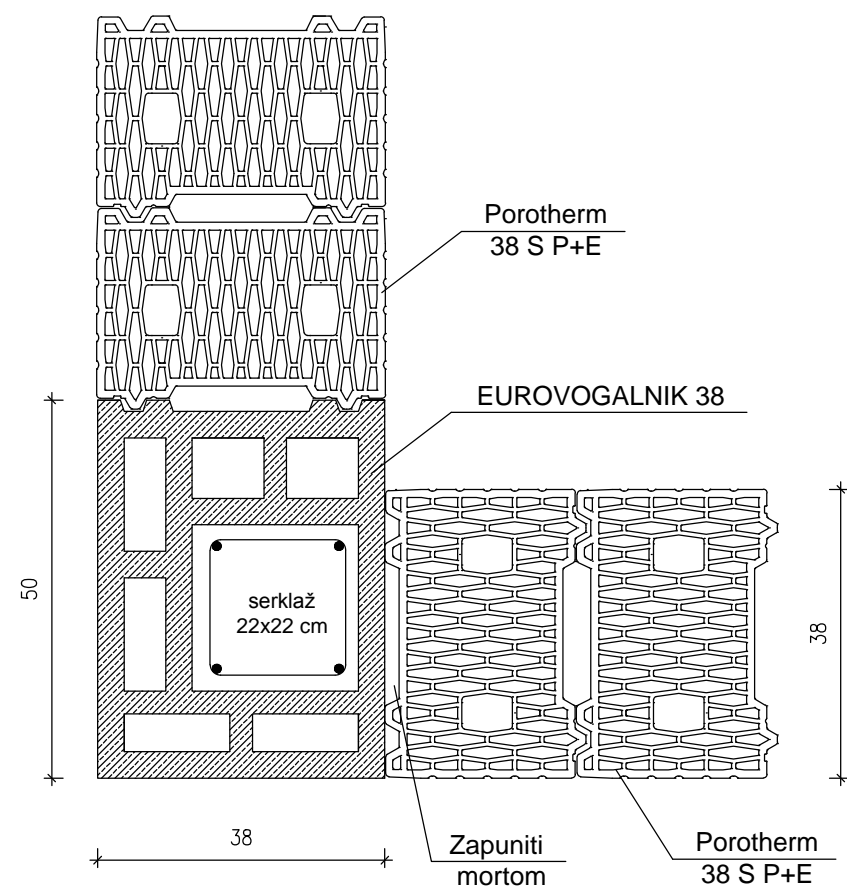 Porotherm
38 S P+E
EUROVOGALNIK 38
50
serklaž
22x22 cm
38
38
Zapuniti
mortom
Porotherm
38 S P+E